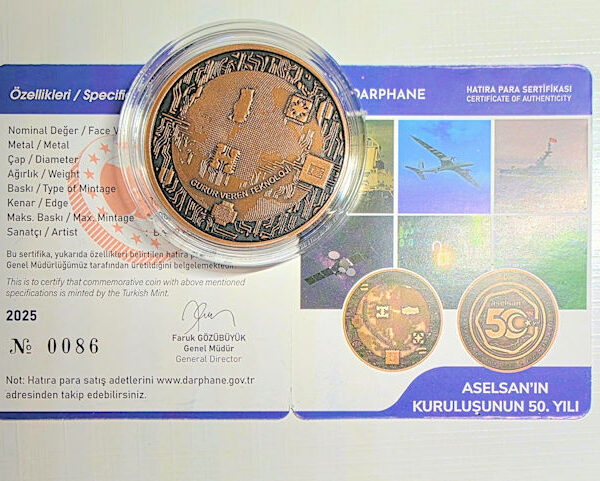 Özellikleri / Specifi
Nominal Değer / Face V
Metal / Metal
Çap / Diameter
Ağırlık / Weight
Baskı / Type of Mintage
Kenar / Edge
Maks. Baskı / Max. Mintage
Sanatçı / Artist :
Bu sertifika, yukarıda özellikleri belirtilen hatıra
Genel Müdürlüğümüz tarafından üretildiğini belgelemektedir.
This is to certify that commemorative coin with above mentioned
specifications is minted by the Turkish Mint.
2025
№ 0086
Faruk GÖZÜBÜYÜK
Genel Müdür
General Director
Not: Hatıra para satış adetlerini www.darphane.gov.tr
adresinden takip edebilirsiniz.
GURUR VEREN TEKNOLOJİ
DARPHANE
HATIRA PARA SERTİFİKASI
CERTIFICATE OF AUTHENTICITY
aselsan
50
ASELSAN'IN
KURULUŞUNUN 50. YILI